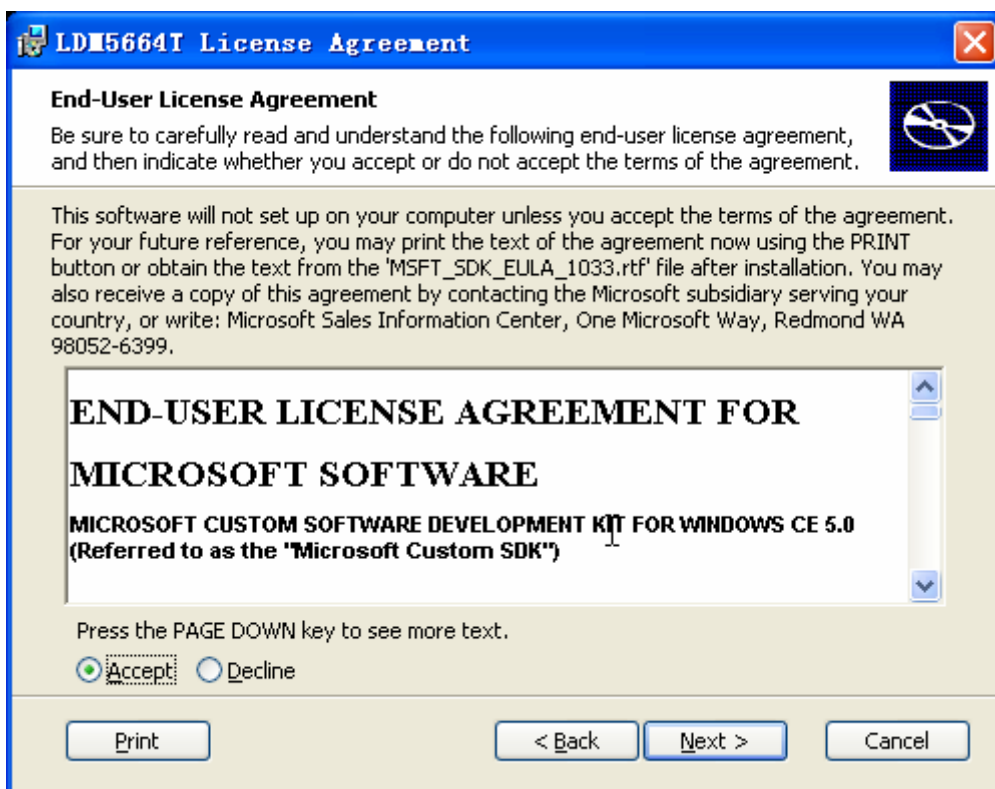 LDM5664T License Agreement
End-User License Agreement
Be sure to carefully read and understand the following end-user license agreement,
and then indicate whether you accept or do not accept the terms of the agreement.
This software will not set up on your computer unless you accept the terms of the agreement.
For your future reference, you may print the text of the agreement now using the PRINT
button or obtain the text from the 'MSFT_SDK_EULA_1033.rtf' file after installation. You may
also receive a copy of this agreement by contacting the Microsoft subsidiary serving your
country, or write: Microsoft Sales Information Center, One Microsoft Way, Redmond WA
98052-6399.
END-USER LICENSE AGREEMENT FOR
MICROSOFT SOFTWARE
MICROSOFT CUSTOM SOFTWARE DEVELOPMENT KIT FOR WINDOWS CE 5.0
(Referred to as the "Microsoft Custom SDK")
Press the PAGE DOWN key to see more text.
Accept Decline
Print < Back Next > Cancel